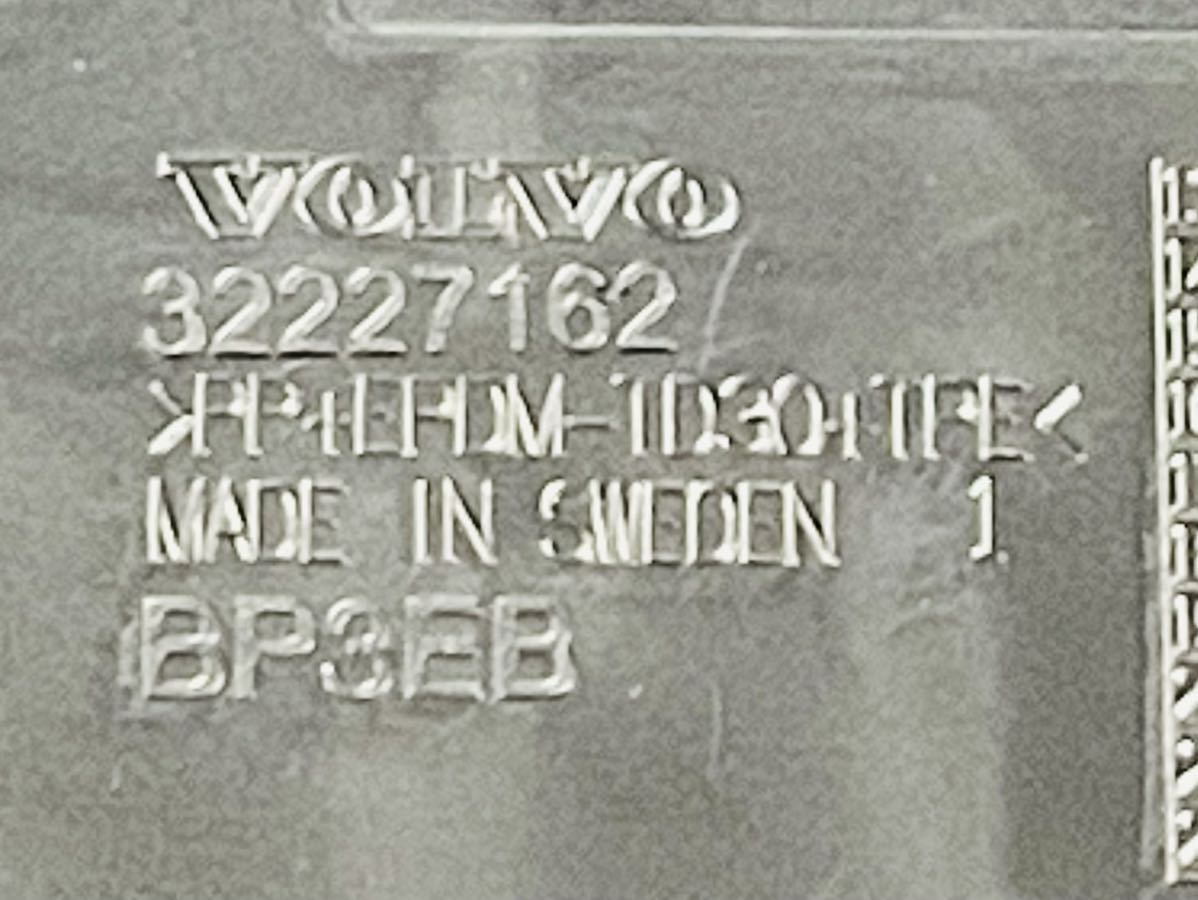 VOLVO
32227162
>PP+EPDM-TD30+TPE<
MADE IN SWEDEN 1
BP3EB